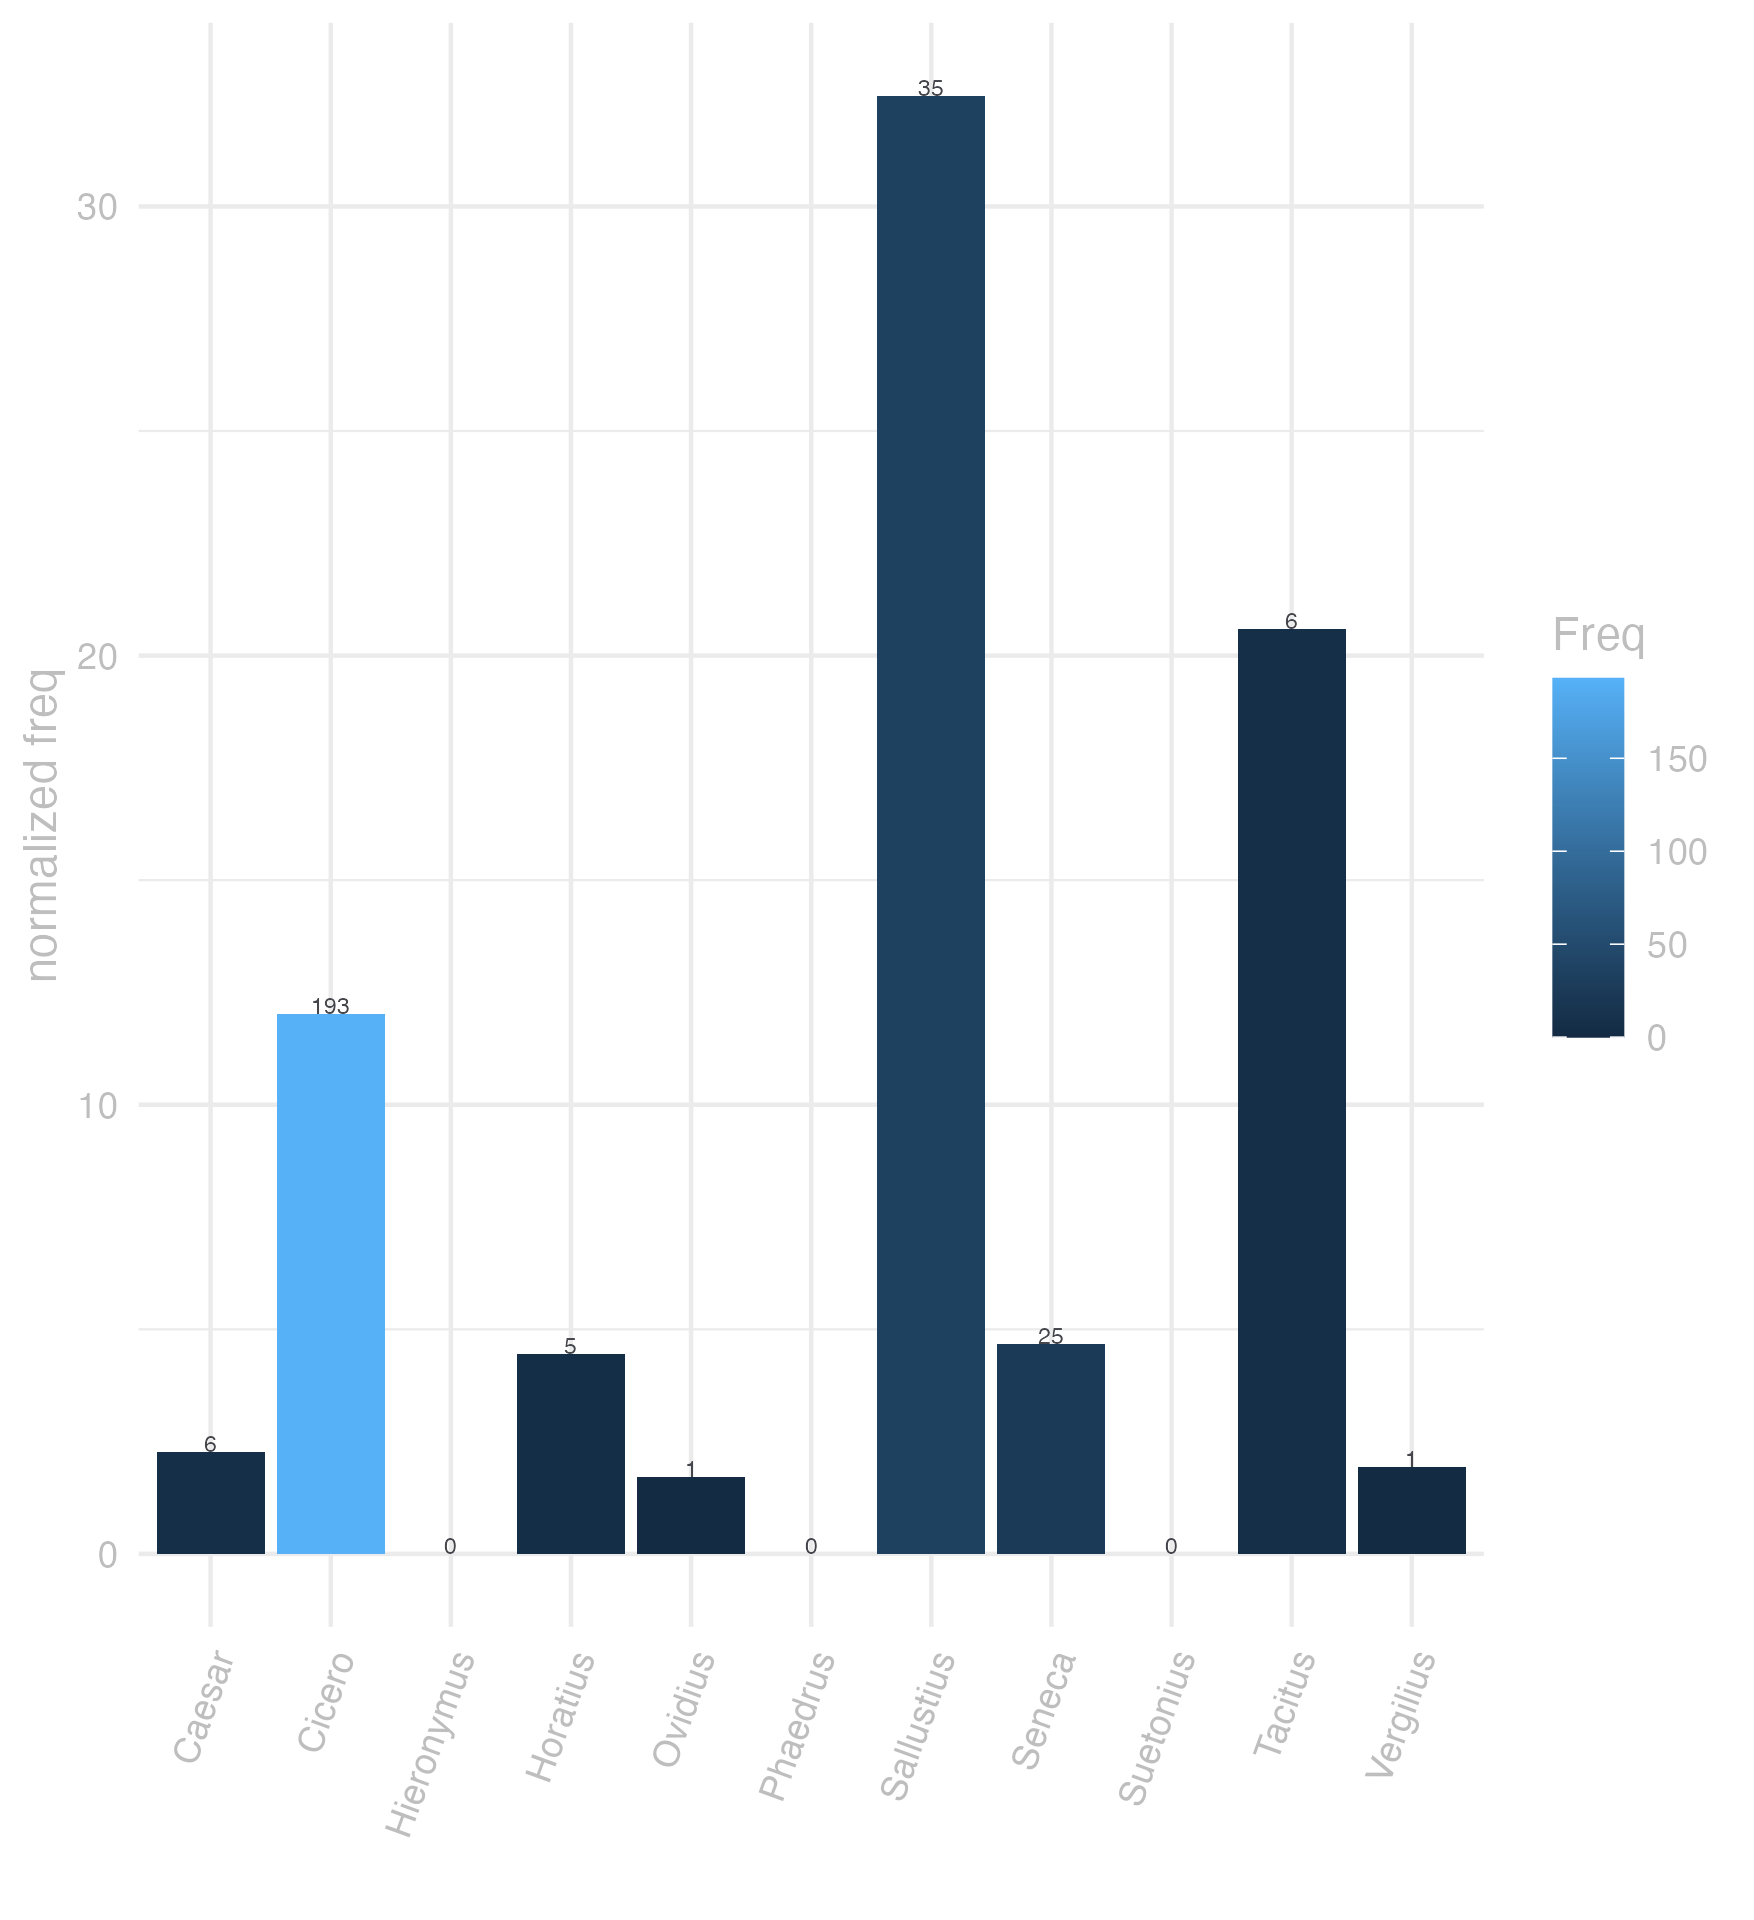 normalized freq
30
20
10
0
35
6
193
25
5
6
1
1
0
0
0
Caesar
Cicero
Hieronymus
Horatius
Ovidius
Phaedrus
Sallustius
Seneca
Suetonius
Tacitus
Vergilius
Freq
150
100
50
0